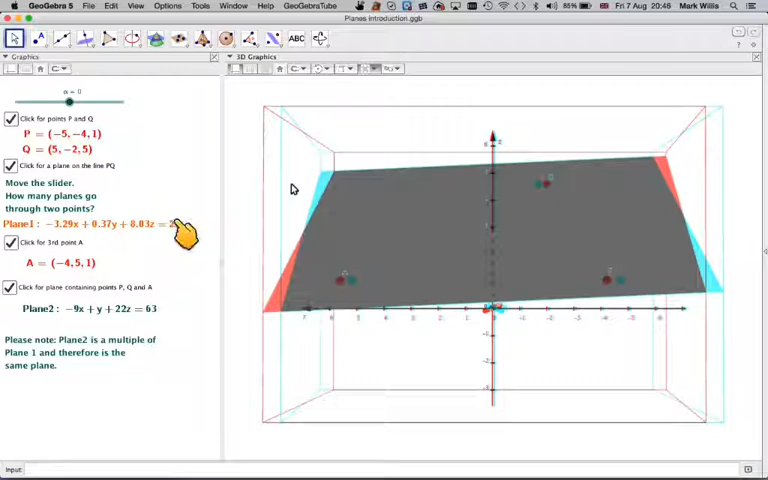 GeoGebra 5 File Edit View Options Tools Window Help GeoGebraTube
85% Fri 7 Aug 20:46 Mark Willis
Planes introduction.ggb
ABC
Graphics
3D Graphics
α = 0
Click for points P and Q
P = (−5, −4, 1)
Q = (5, −2, 5)
Click for a plane on the line PQ
Move the slider.
How many planes go
through two points?
Plane1 : −3.29x + 0.37y + 8.03z = 2
Click for 3rd point A
A = (−4, 5, 1)
Click for plane containing points P, Q and A
Plane2 : −9x + y + 22z = 63
Please note: Plane2 is a multiple of
Plane 1 and therefore is the
same plane.
Input: